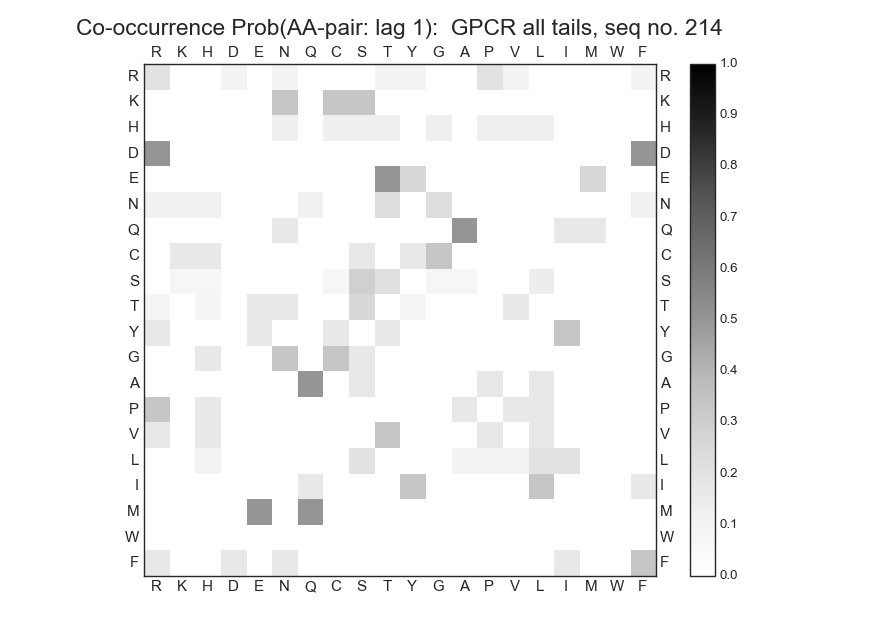 Co-occurrence Prob(AA-pair: lag 1):  GPCR all tails, seq no. 214
R K H D E N Q C S T Y G A P V L I M W F
R R
K K
H H
D D
E E
N N
Q Q
C C
S S
T T
Y Y
G G
A A
P P
V V
L L
I I
M M
W W
F F
R K H D E N Q C S T Y G A P V L I M W F
1.0
0.9
0.8
0.7
0.6
0.5
0.4
0.3
0.2
0.1
0.0